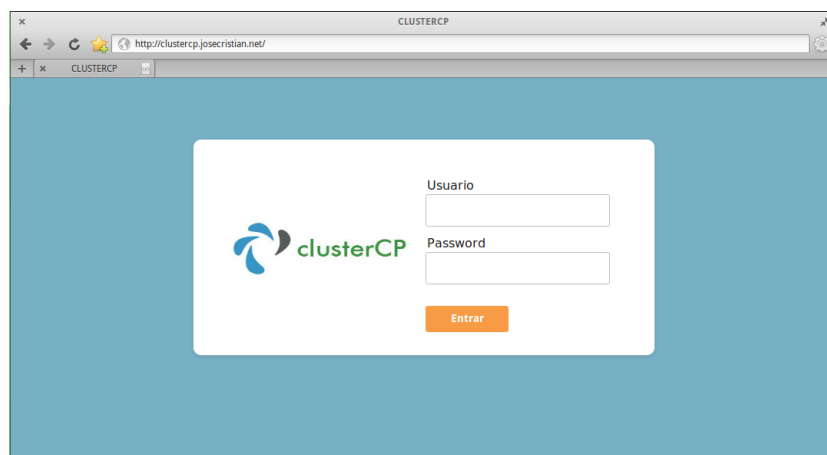 CLUSTERCP
http://clustercp.josecristian.net/
CLUSTERCP
Usuario
clusterCP
Password
Entrar